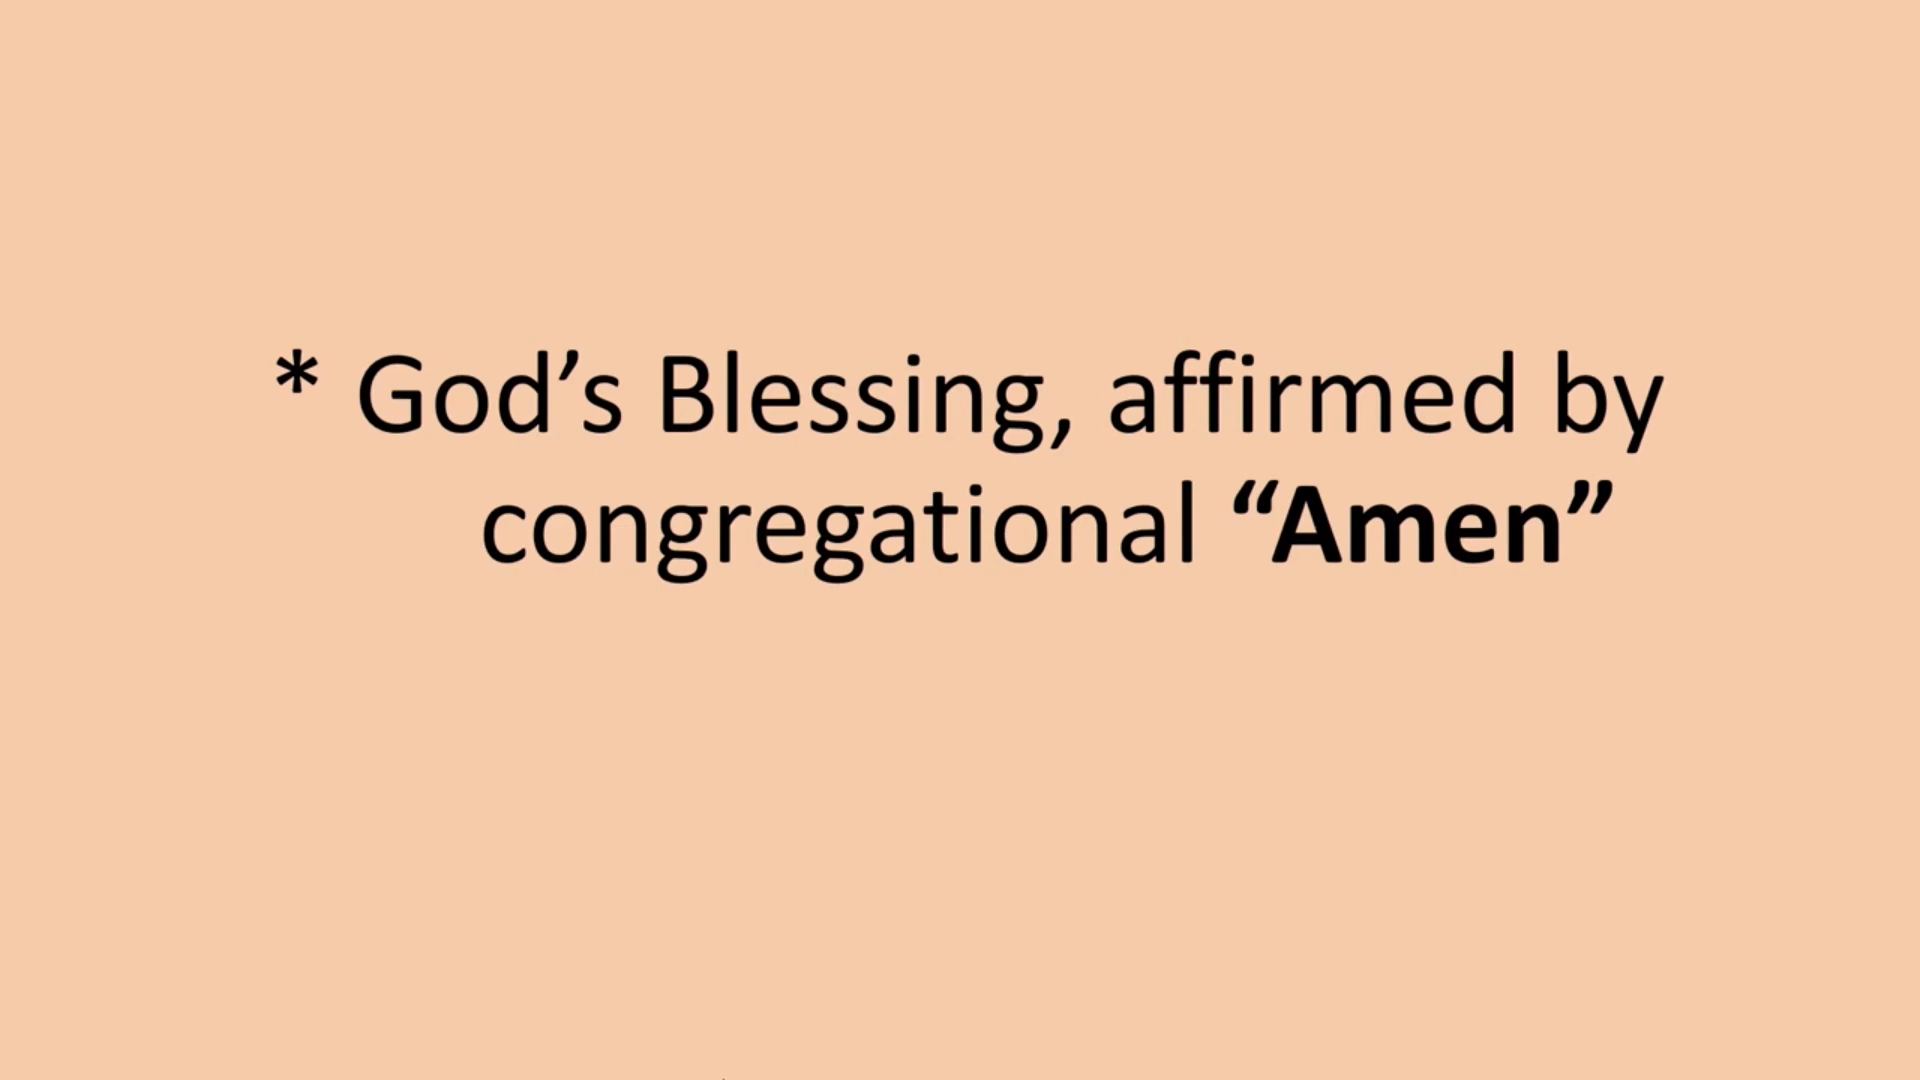 * God’s Blessing, affirmed by
congregational “Amen”